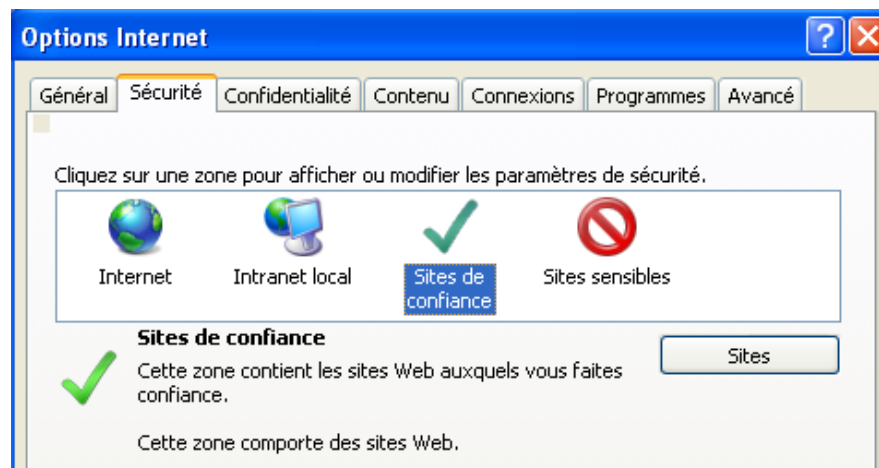 Options Internet
Général Sécurité Confidentialité Contenu Connexions Programmes Avancé
Cliquez sur une zone pour afficher ou modifier les paramètres de sécurité.
Internet Intranet local Sites de confiance Sites sensibles
Sites de confiance
Sites
Cette zone contient les sites Web auxquels vous faites
confiance.
Cette zone comporte des sites Web.